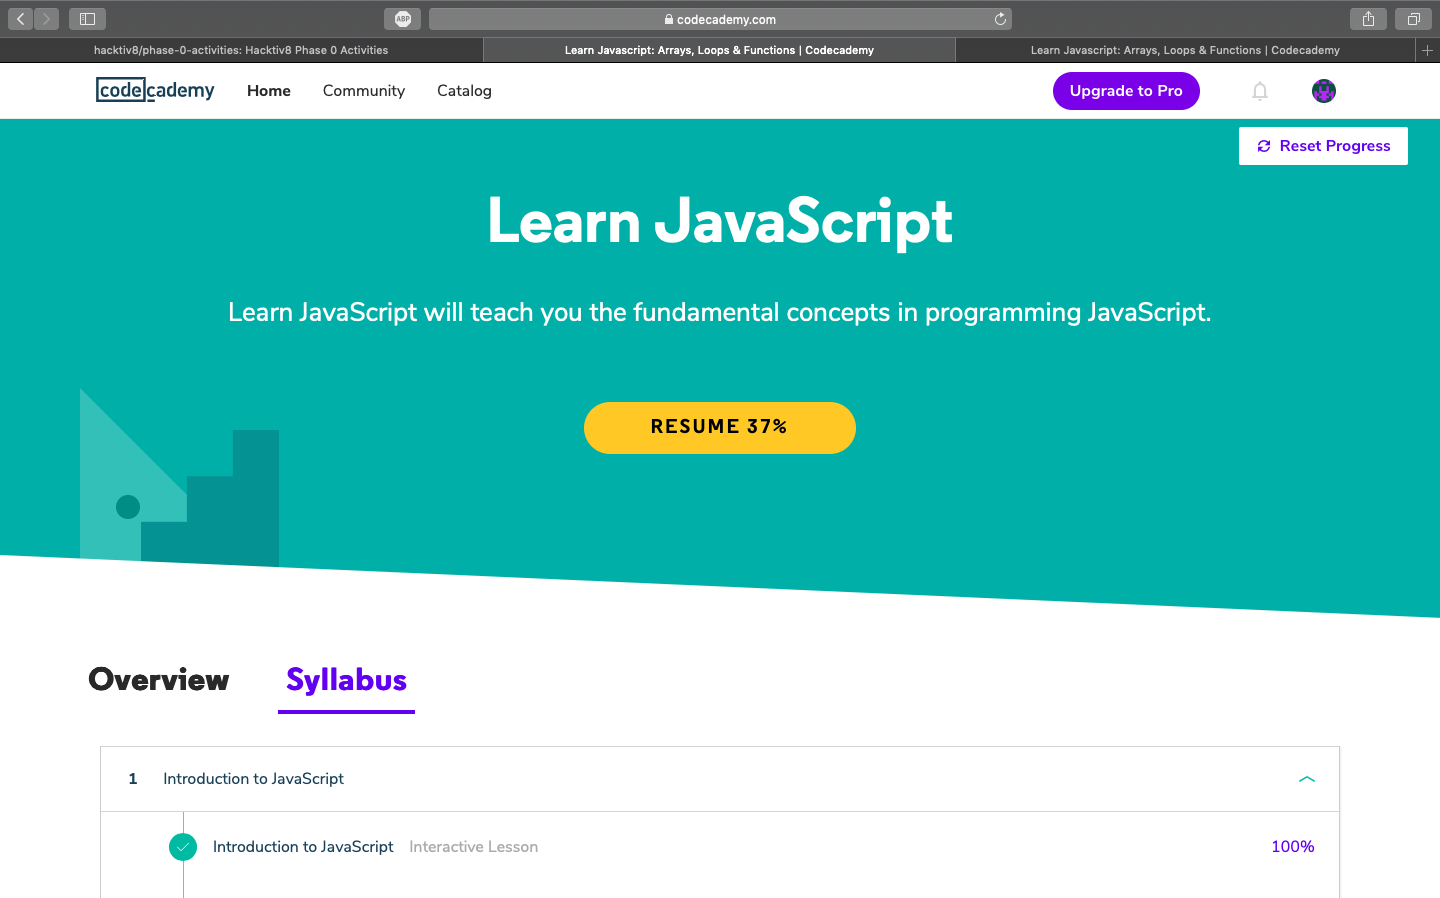 ABP
codecademy.com
hacktiv8/phase-0-activities: Hacktiv8 Phase 0 Activities
Learn Javascript: Arrays, Loops & Functions | Codecademy
Learn Javascript: Arrays, Loops & Functions | Codecademy
codecademy
Home
Community
Catalog
Upgrade to Pro
Reset Progress
Learn JavaScript
Learn JavaScript will teach you the fundamental concepts in programming JavaScript.
RESUME 37%
Overview
Syllabus
1 Introduction to JavaScript
Introduction to JavaScript Interactive Lesson 100%